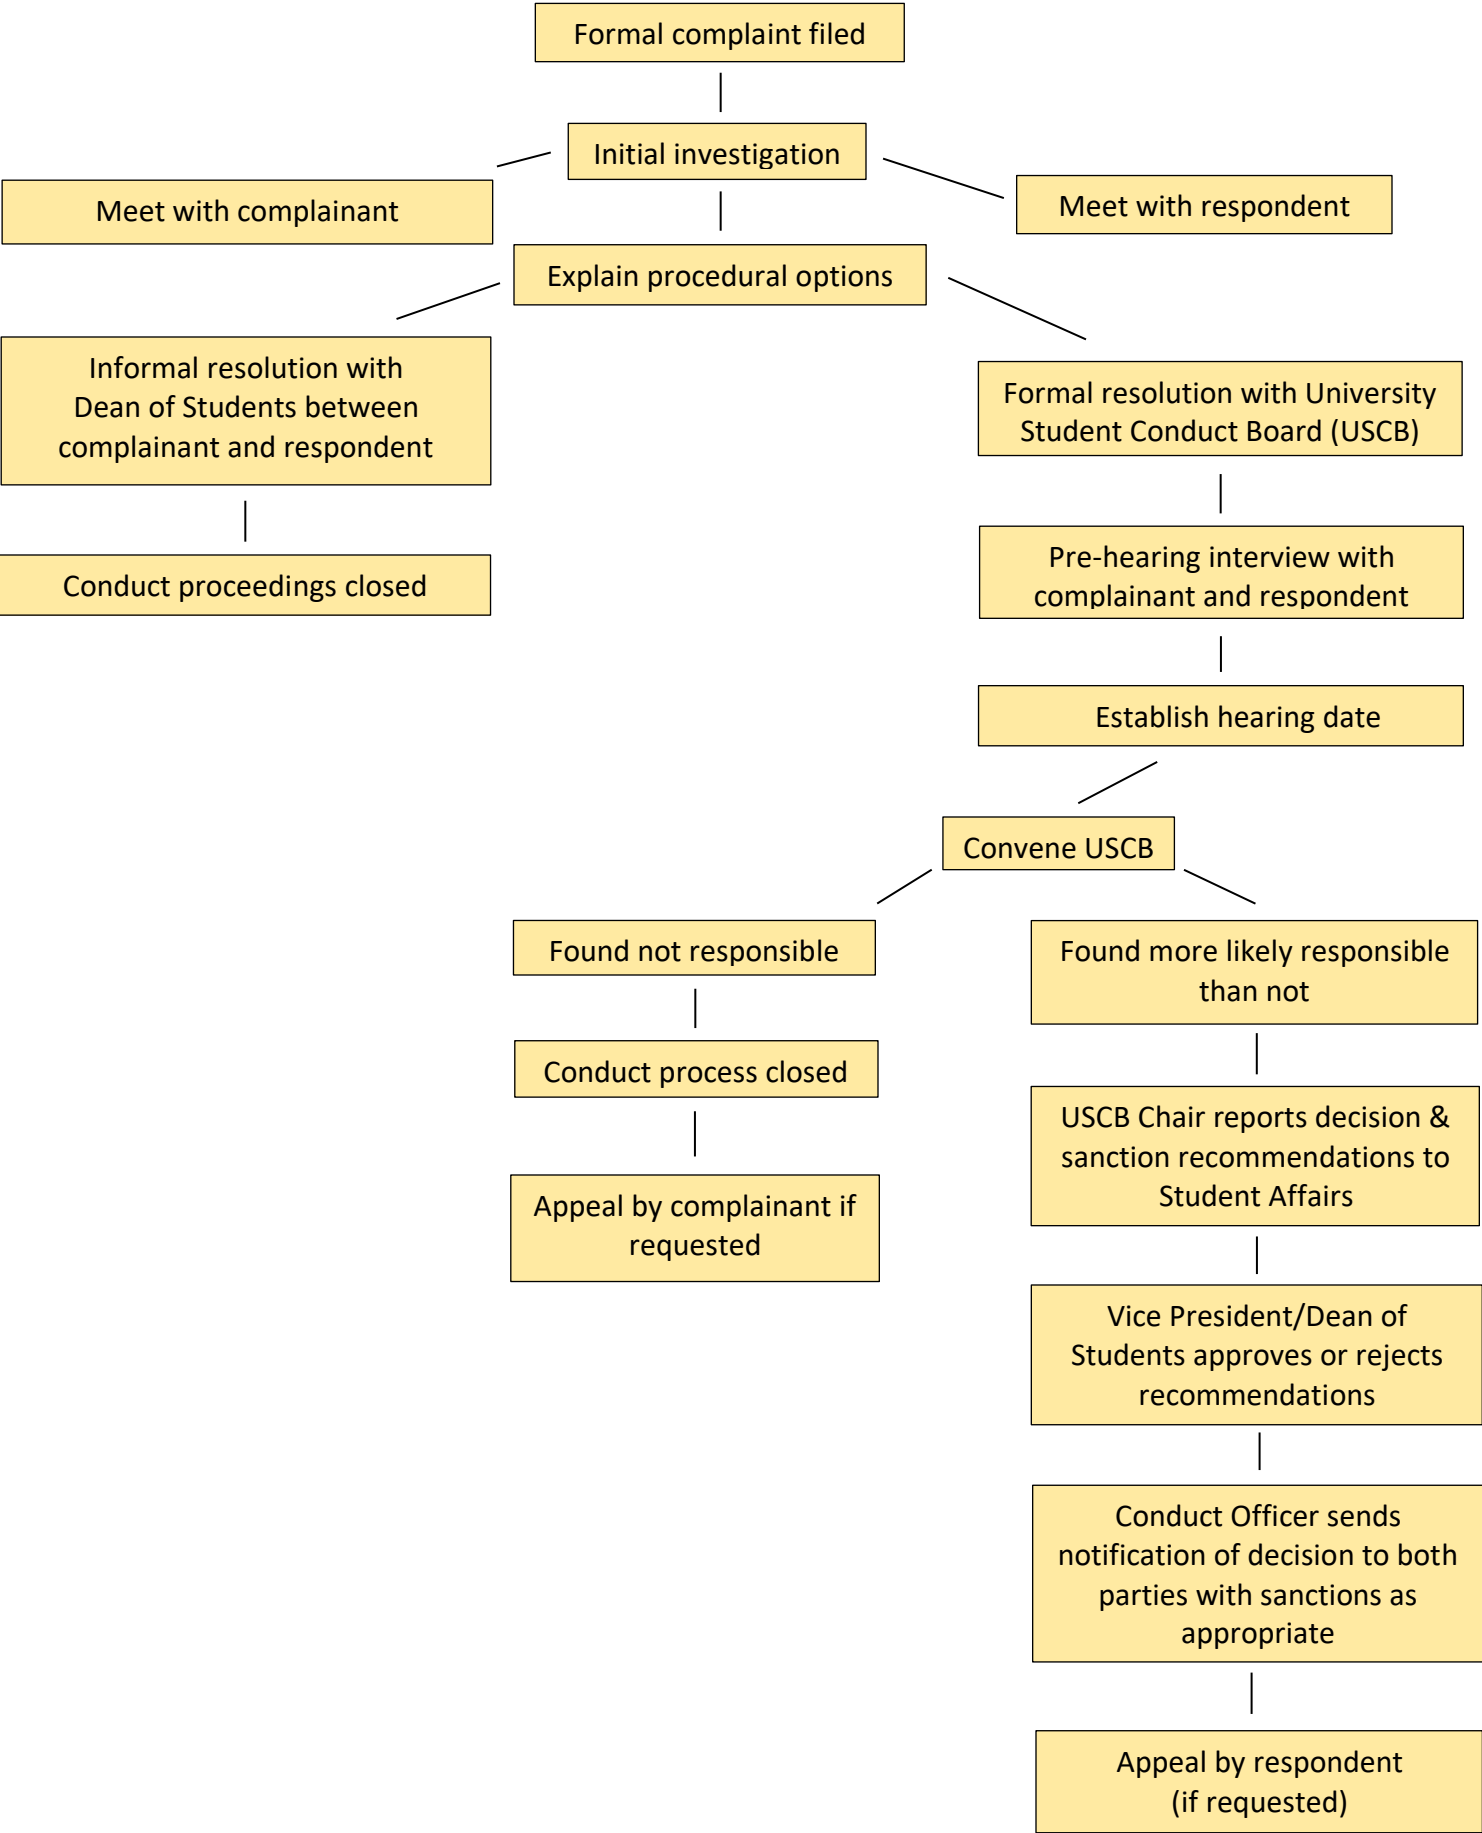 Formal complaint filed
Initial investigation
Meet with complainant
Meet with respondent
Explain procedural options
Informal resolution with
Dean of Students between
complainant and respondent
Formal resolution with University
Student Conduct Board (USCB)
Conduct proceedings closed
Pre-hearing interview with
complainant and respondent
Establish hearing date
Convene USCB
Found not responsible
Found more likely responsible
than not
Conduct process closed
USCB Chair reports decision &
sanction recommendations to
Student Affairs
Appeal by complainant if
requested
Vice President/Dean of
Students approves or rejects
recommendations
Conduct Officer sends
notification of decision to both
parties with sanctions as
appropriate
Appeal by respondent
(if requested)